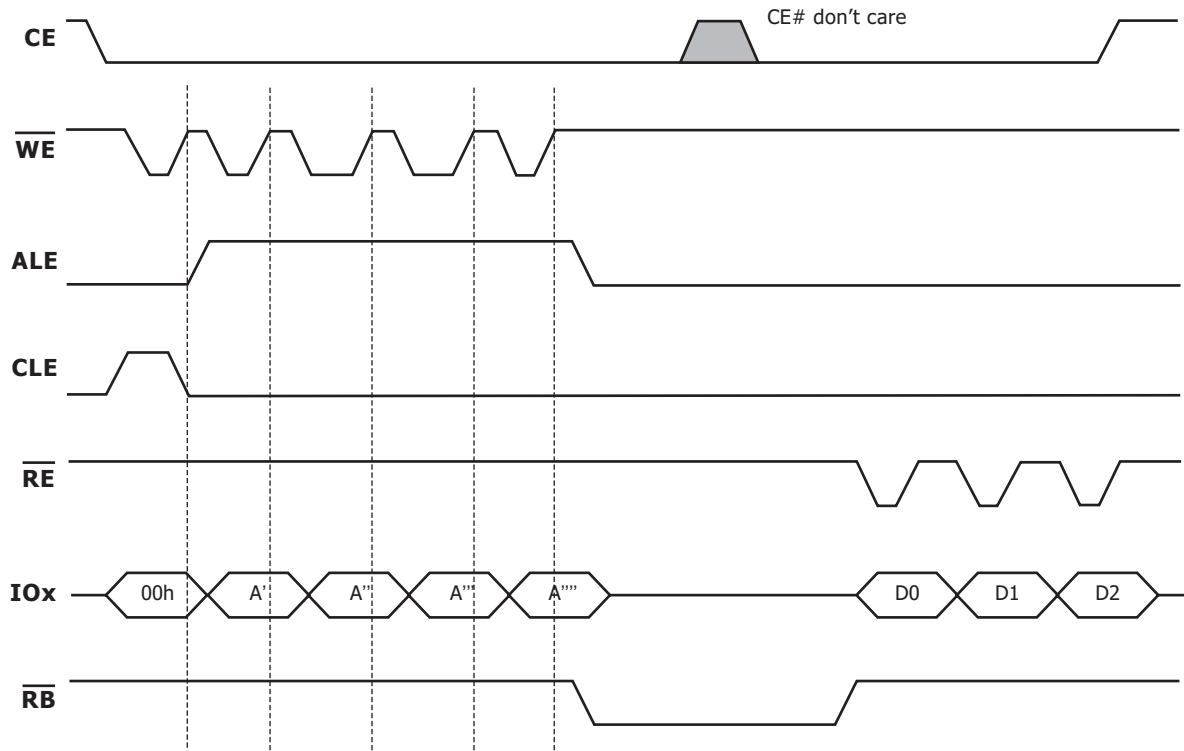 CE
CE# don't care
WE
ALE
CLE
RE
IOx 00h A' A'' A''' A'''' D0 D1 D2
RB